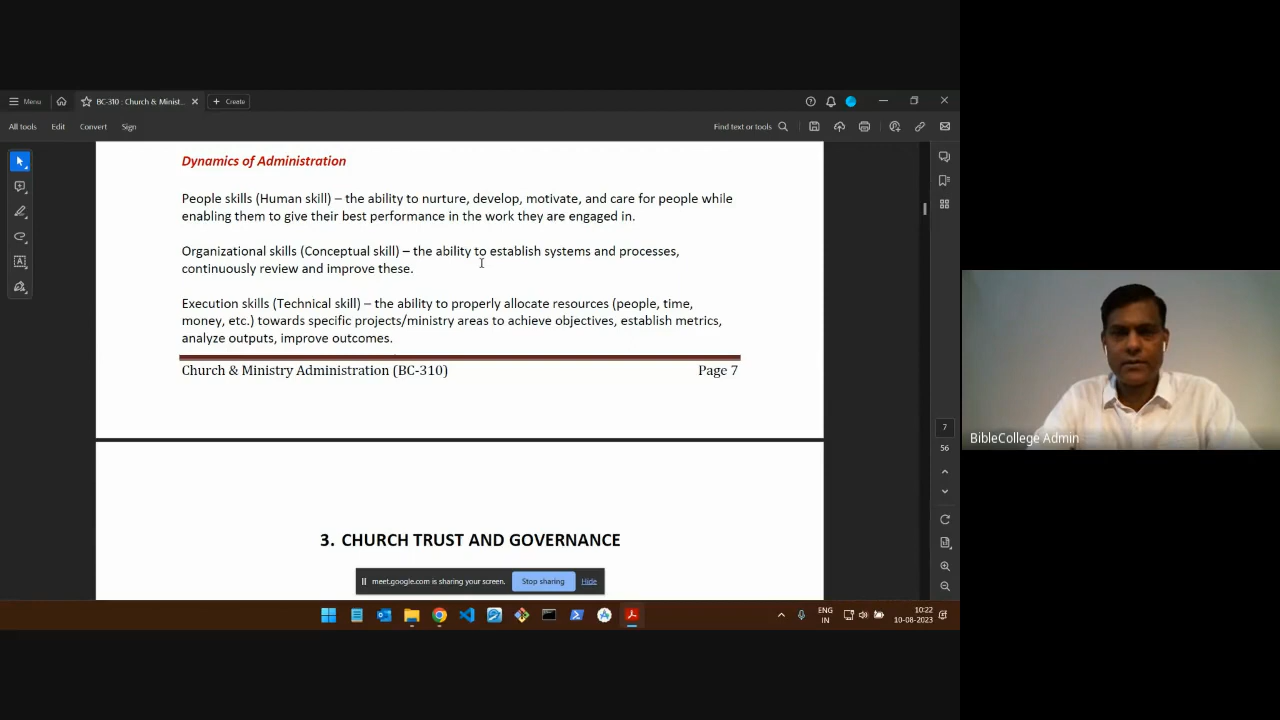 Menu
BC-310 : Church & Minist...
Create
All tools
Edit
Convert
Sign
Find text or tools
Dynamics of Administration
People skills (Human skill) – the ability to nurture, develop, motivate, and care for people while
enabling them to give their best performance in the work they are engaged in.
Organizational skills (Conceptual skill) – the ability to establish systems and processes,
continuously review and improve these.
Execution skills (Technical skill) – the ability to properly allocate resources (people, time,
money, etc.) towards specific projects/ministry areas to achieve objectives, establish metrics,
analyze outputs, improve outcomes.
Church & Ministry Administration (BC-310) Page 7
7
56
3. CHURCH TRUST AND GOVERNANCE
meet.google.com is sharing your screen. Stop sharing Hide
ENG
IN
10:22
10-08-2023
BibleCollege Admin